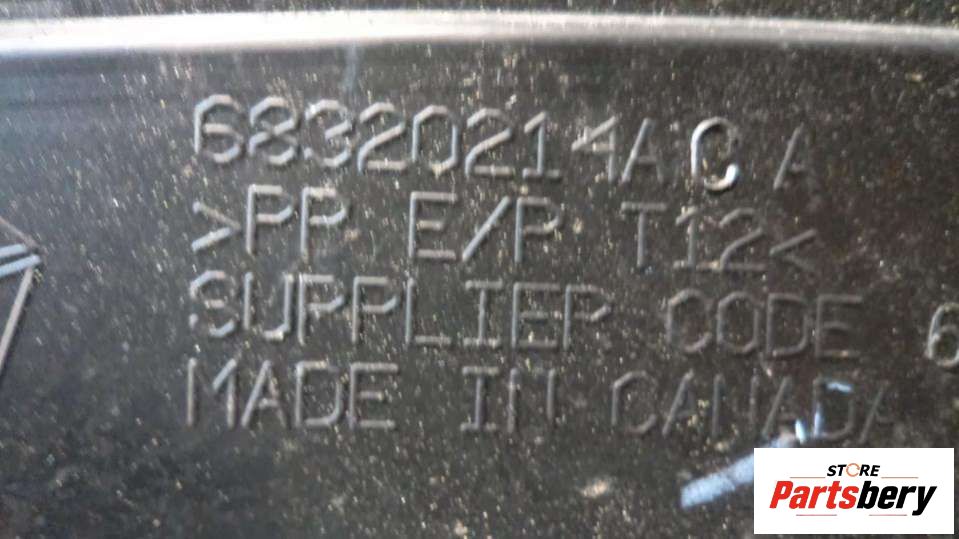 68320214AC A
>PP E/P T12<
SUPPLIER CODE 6
MADE IN CANADA
STORE
Partsbery